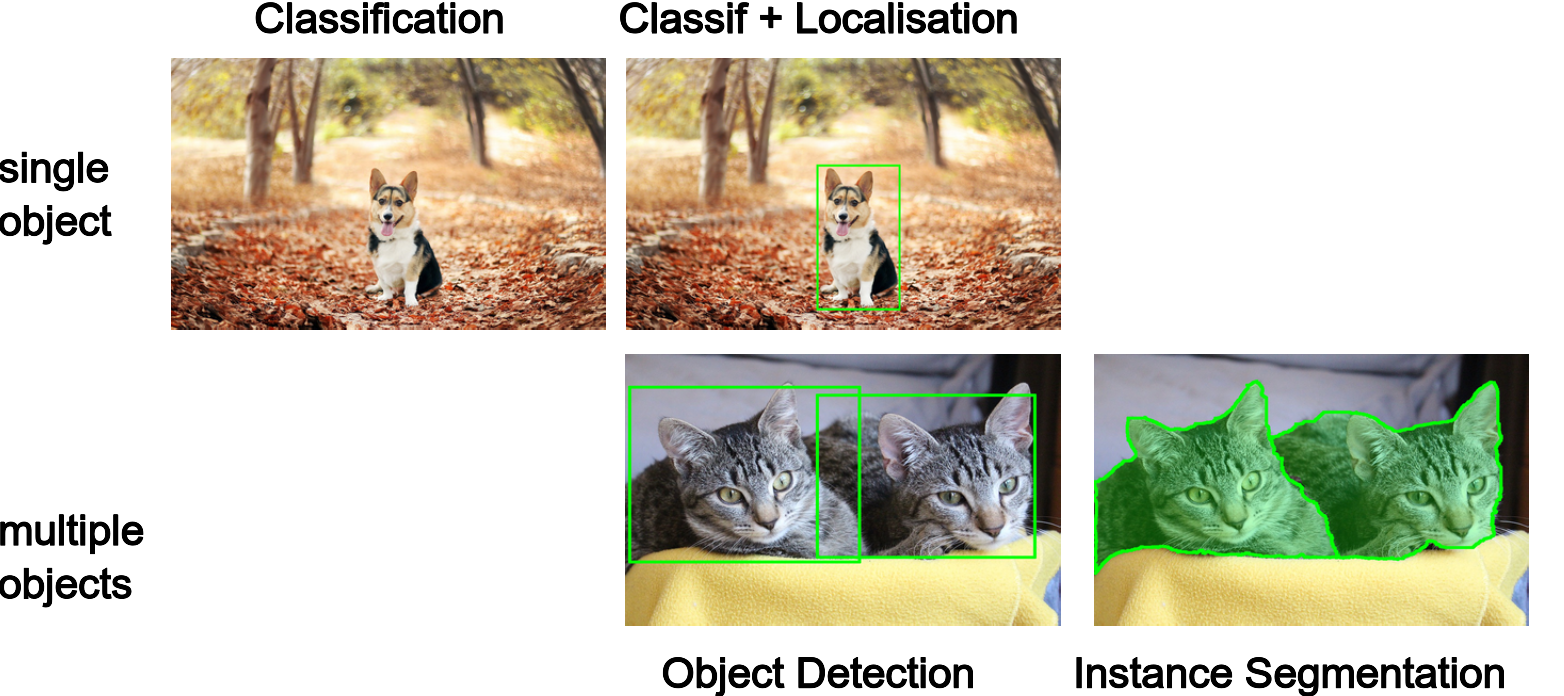 Classification
Classif + Localisation
single
object
multiple
objects
Object Detection
Instance Segmentation